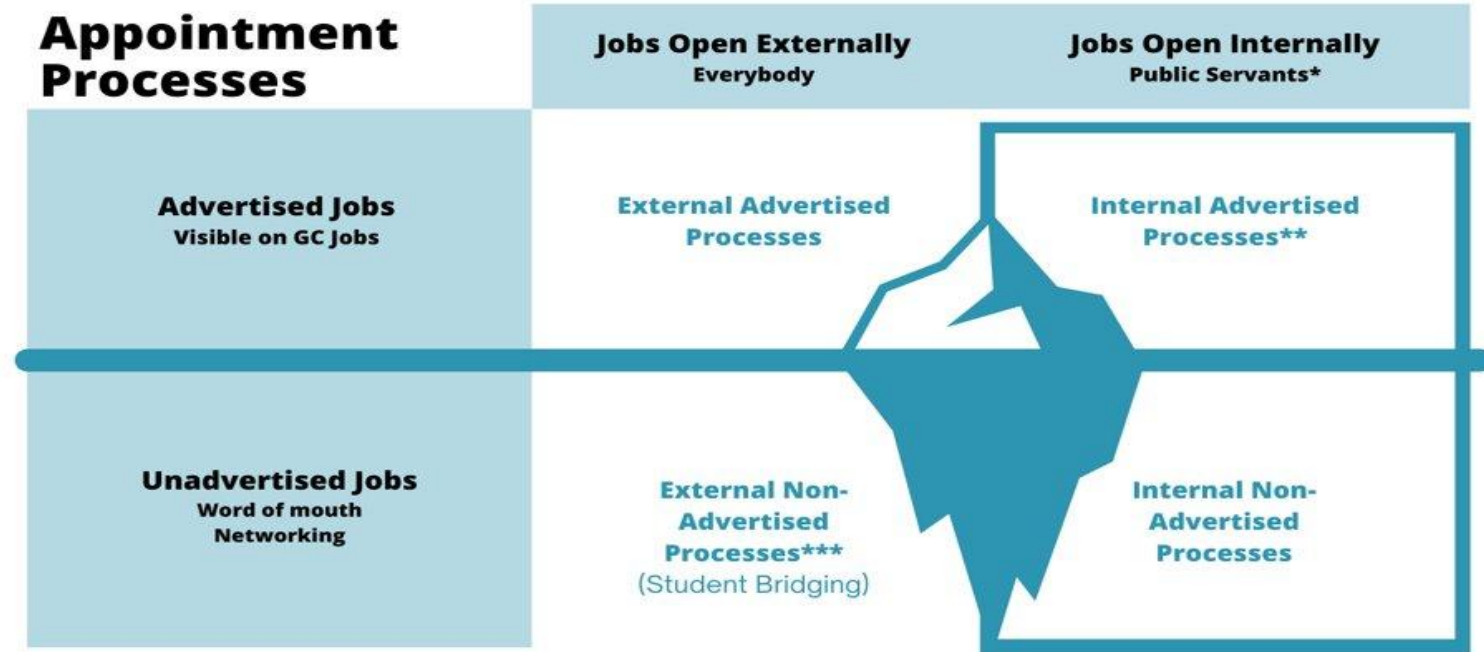 Appointment
Processes
Jobs Open Externally
Everybody
Jobs Open Internally
Public Servants*
Advertised Jobs
Visible on GC Jobs
External Advertised
Processes
Internal Advertised
Processes**
Unadvertised Jobs
Word of mouth
Networking
External Non-
Advertised
Processes***
(Student Bridging)
Internal Non-
Advertised
Processes